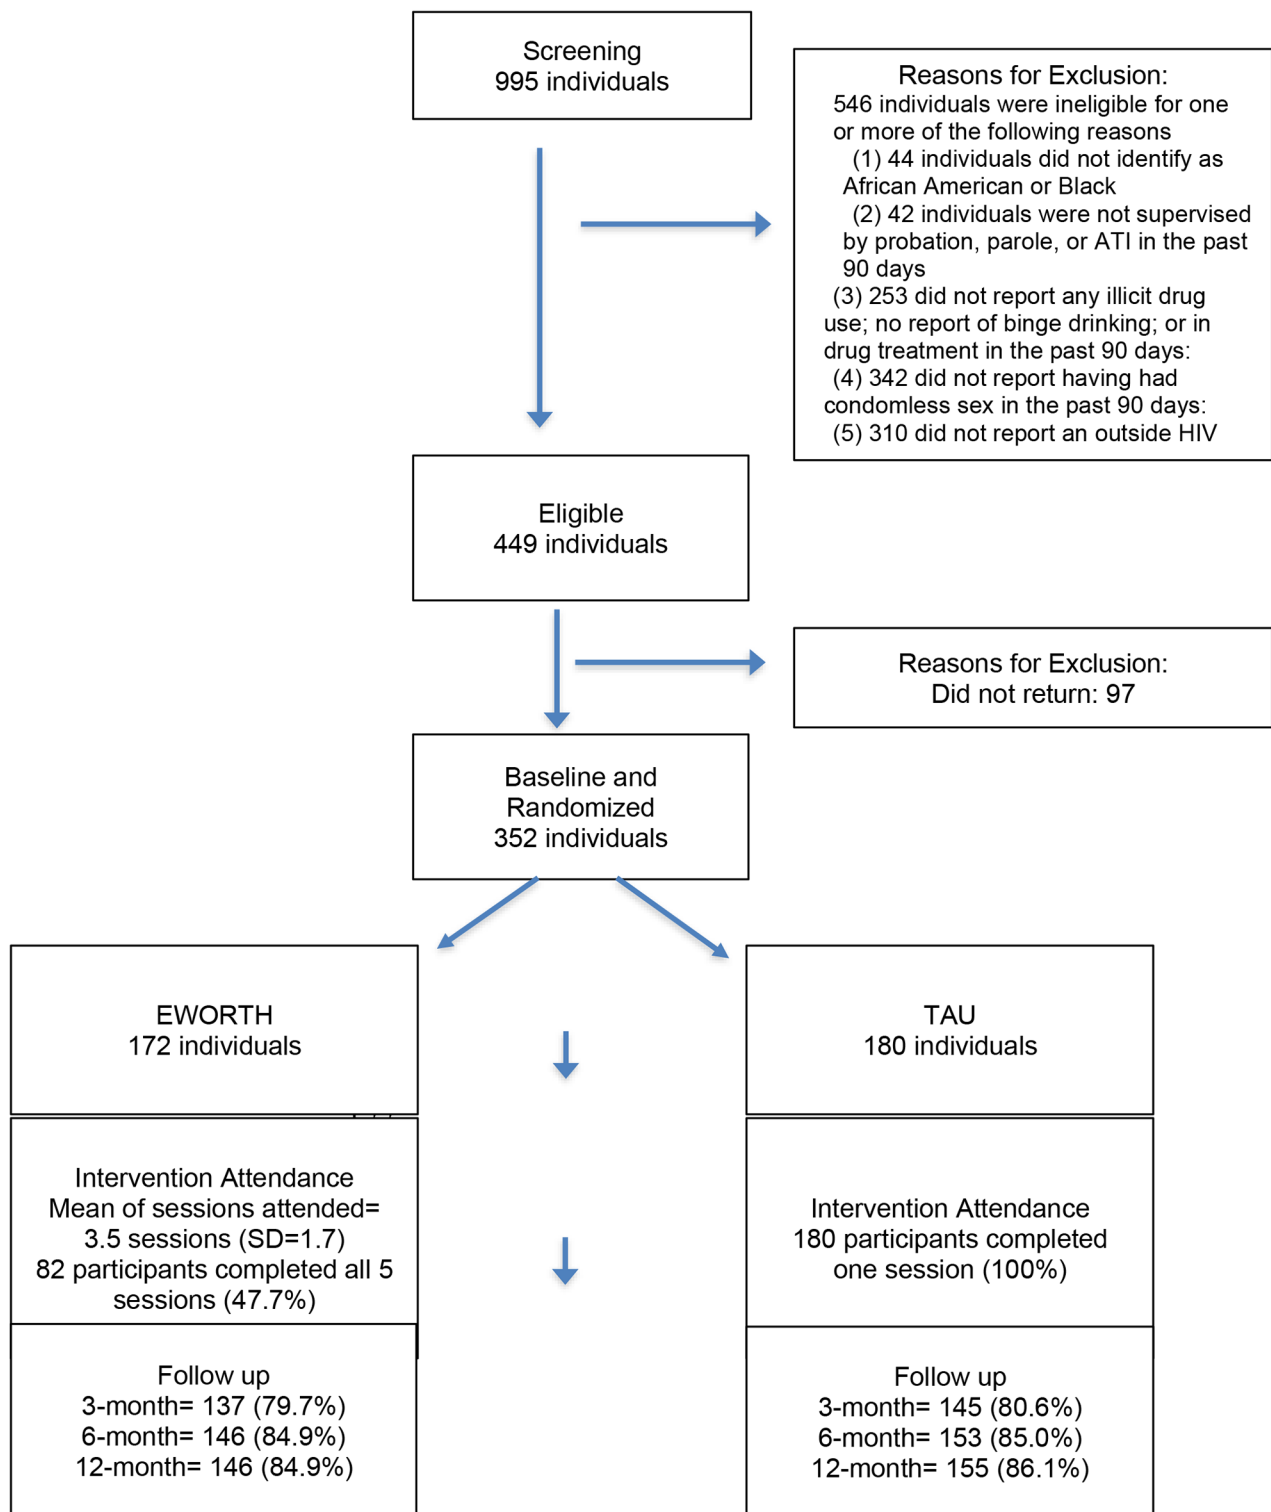 Screening
995 individuals
Reasons for Exclusion:
546 individuals were ineligible for one
or more of the following reasons
(1) 44 individuals did not identify as
African American or Black
(2) 42 individuals were not supervised
by probation, parole, or ATI in the past
90 days
(3) 253 did not report any illicit drug
use; no report of binge drinking; or in
drug treatment in the past 90 days:
(4) 342 did not report having had
condomless sex in the past 90 days:
(5) 310 did not report an outside HIV
Eligible
449 individuals
Reasons for Exclusion:
Did not return: 97
Baseline and
Randomized
352 individuals
EWORTH
172 individuals
TAU
180 individuals
Intervention Attendance
Mean of sessions attended=
3.5 sessions (SD=1.7)
82 participants completed all 5
sessions (47.7%)
Intervention Attendance
180 participants completed
one session (100%)
Follow up
3-month= 137 (79.7%)
6-month= 146 (84.9%)
12-month= 146 (84.9%)
Follow up
3-month= 145 (80.6%)
6-month= 153 (85.0%)
12-month= 155 (86.1%)